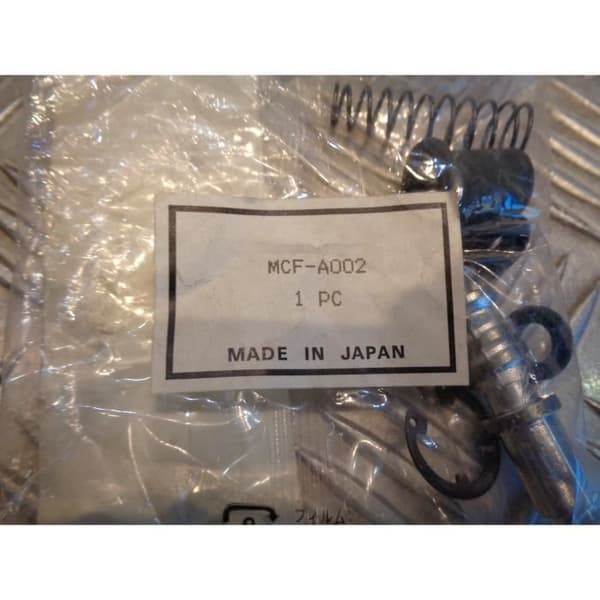 MCF-A002
1 PC
MADE IN JAPAN
フィルム